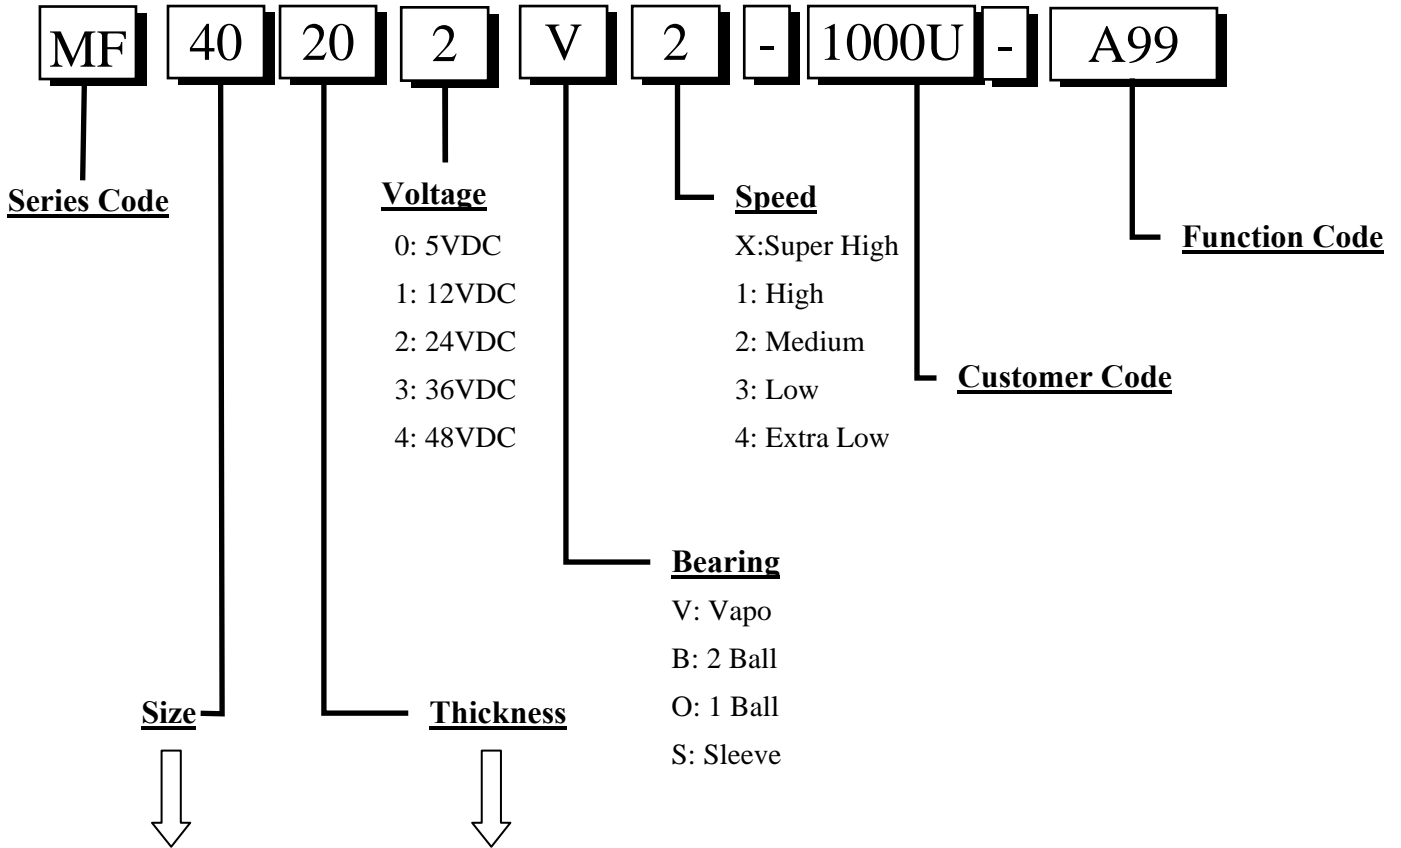 MF 40 20 2 V 2 - 1000U - A99
Series Code
Voltage
0: 5VDC
1: 12VDC
2: 24VDC
3: 36VDC
4: 48VDC
Speed
X:Super High
1: High
2: Medium
3: Low
4: Extra Low
Function Code
Customer Code
Bearing
V: Vapo
B: 2 Ball
O: 1 Ball
S: Sleeve
Size
Thickness